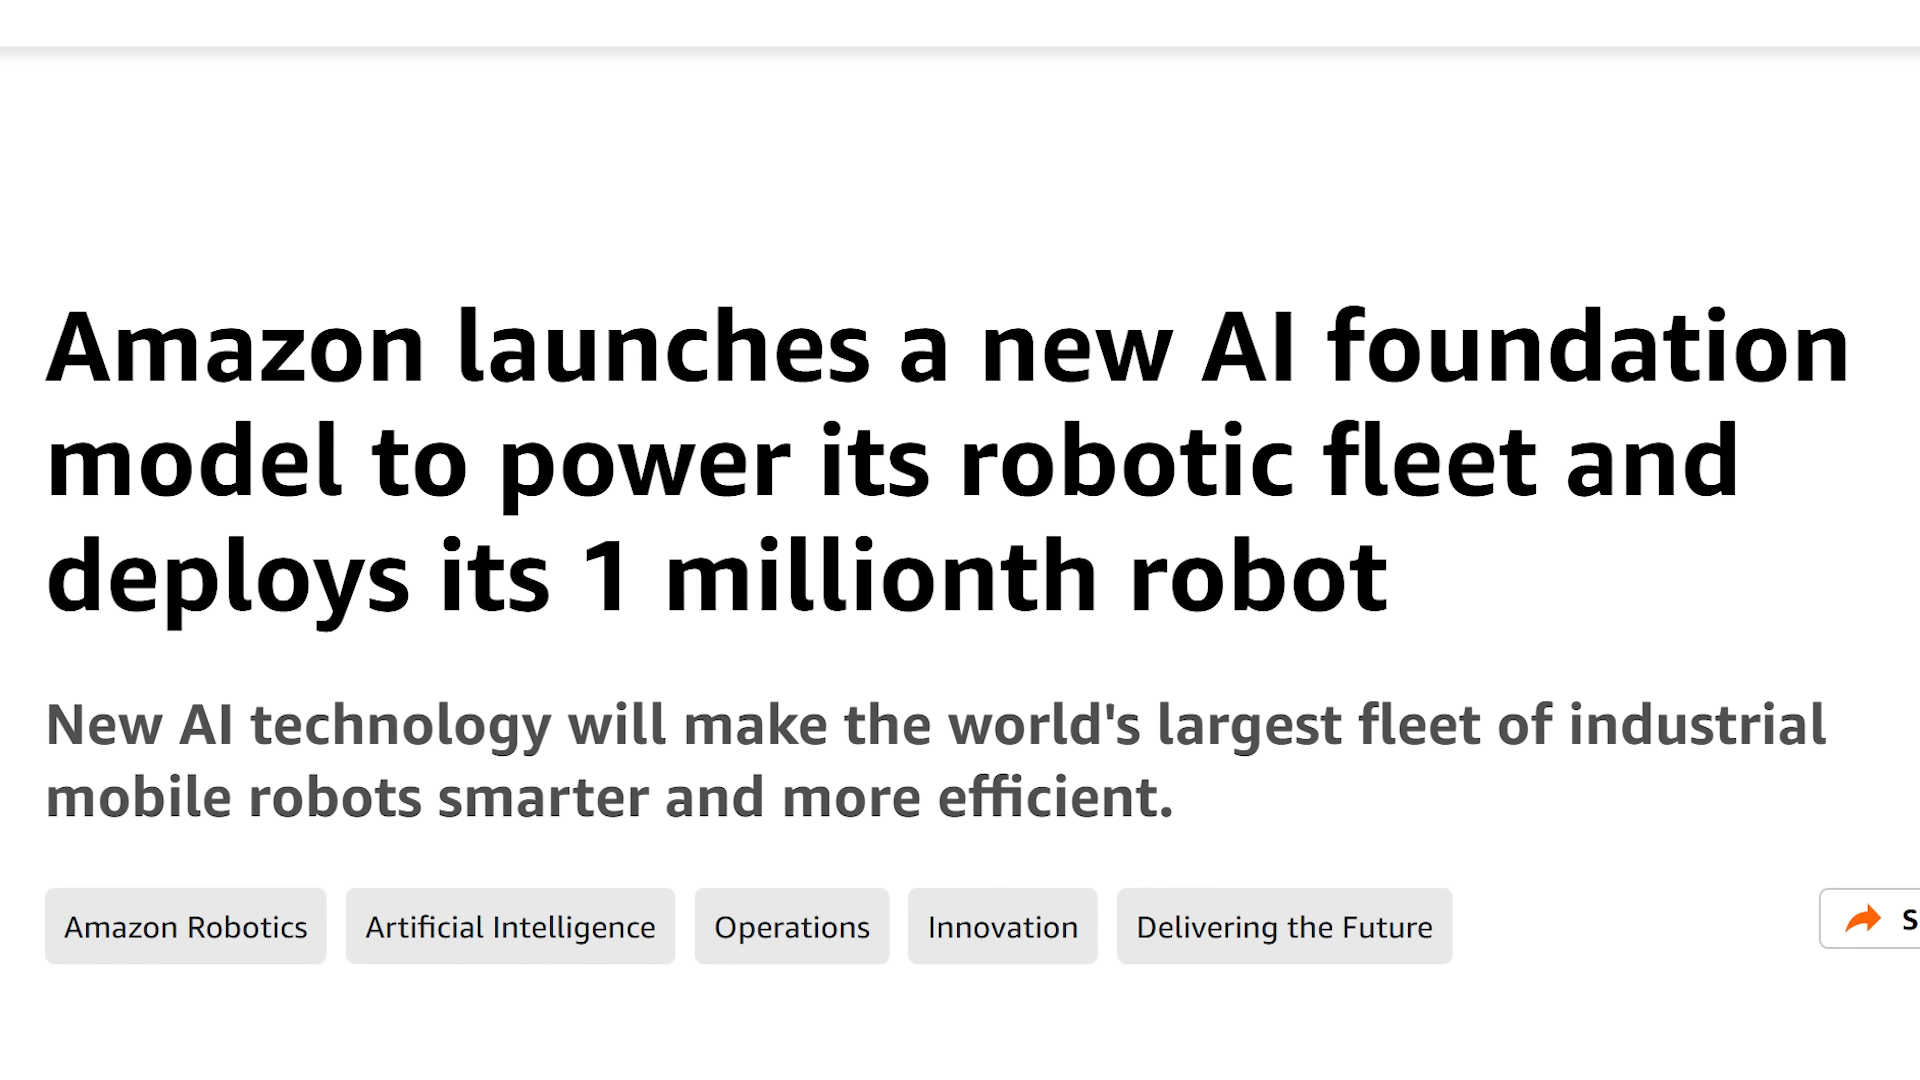 Amazon launches a new AI foundation
model to power its robotic fleet and
deploys its 1 millionth robot
New AI technology will make the world's largest fleet of industrial
mobile robots smarter and more efficient.
Amazon Robotics Artificial Intelligence Operations Innovation Delivering the Future S